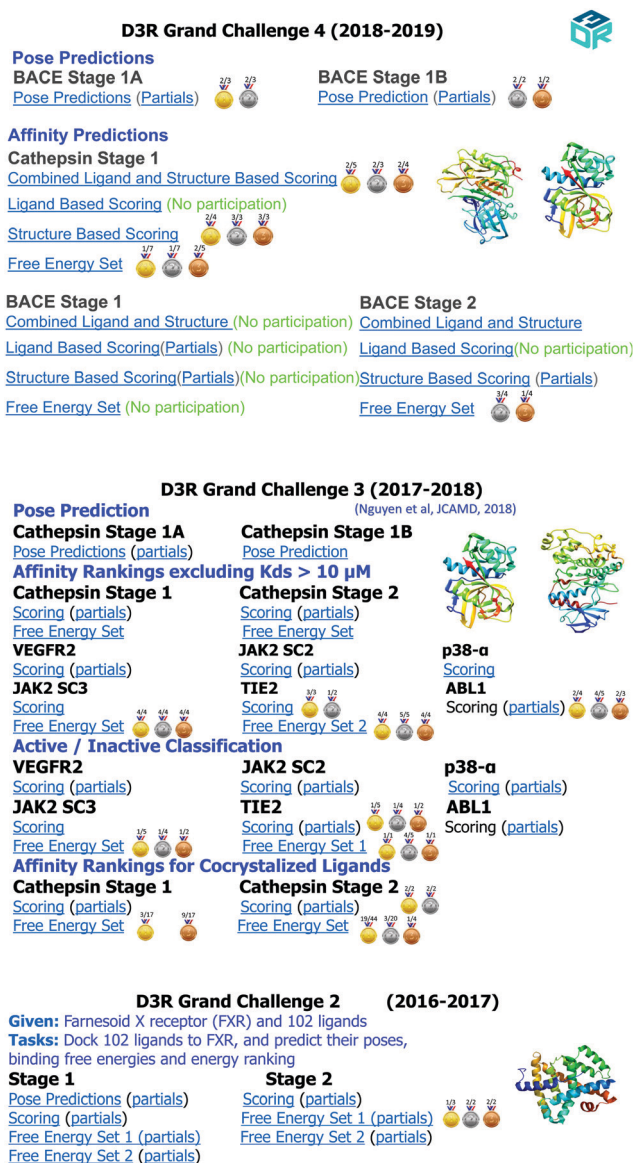 D3R Grand Challenge 4 (2018-2019)
3DR
Pose Predictions
BACE Stage 1A
Pose Predictions (Partials) 2/3 2/3
BACE Stage 1B
Pose Prediction (Partials) 2/2 1/2
Affinity Predictions
Cathepsin Stage 1
Combined Ligand and Structure Based Scoring 2/5 2/3 2/4
Ligand Based Scoring (No participation)
Structure Based Scoring 2/4 3/3 3/3
Free Energy Set 1/7 1/7 2/5
BACE Stage 1
Combined Ligand and Structure (No participation)
Ligand Based Scoring(Partials) (No participation)
Structure Based Scoring(Partials)(No participation)
Free Energy Set (No participation)
BACE Stage 2
Combined Ligand and Structure
Ligand Based Scoring(No participation)
Structure Based Scoring (Partials)
Free Energy Set 3/4 1/4
D3R Grand Challenge 3 (2017-2018)
Pose Prediction (Nguyen et al, JCAMD, 2018)
Cathepsin Stage 1A Cathepsin Stage 1B
Pose Predictions (partials) Pose Prediction
Affinity Rankings excluding Kds > 10 μM
Cathepsin Stage 1 Cathepsin Stage 2
Scoring (partials) Scoring (partials)
Free Energy Set Free Energy Set
VEGFR2 JAK2 SC2 p38-α
Scoring (partials) Scoring (partials) Scoring
JAK2 SC3 TIE2 ABL1
Scoring Scoring 3/3 1/2 Scoring (partials) 2/4 4/5 2/3
Free Energy Set 4/4 4/4 4/4 Free Energy Set 2 4/4 5/5 4/4
Active / Inactive Classification
VEGFR2 JAK2 SC2 p38-α
Scoring (partials) Scoring (partials) Scoring (partials)
JAK2 SC3 TIE2 ABL1
Scoring Scoring (partials) 1/5 1/4 1/2 Scoring (partials)
Free Energy Set 1/5 1/4 1/2 Free Energy Set 1 1/1 4/5 1/1
Affinity Rankings for Cocrystalized Ligands
Cathepsin Stage 1 Cathepsin Stage 2
Scoring (partials) Scoring (partials) 2/2 2/2
Free Energy Set 3/17 9/17 Free Energy Set 19/44 3/20 1/4
D3R Grand Challenge 2 (2016-2017)
Given: Farnesoid X receptor (FXR) and 102 ligands
Tasks: Dock 102 ligands to FXR, and predict their poses,
binding free energies and energy ranking
Stage 1 Stage 2
Pose Predictions (partials) Scoring (partials)
Scoring (partials) Free Energy Set 1 (partials) 1/3 2/2 2/2
Free Energy Set 1 (partials) Free Energy Set 2 (partials)
Free Energy Set 2 (partials)